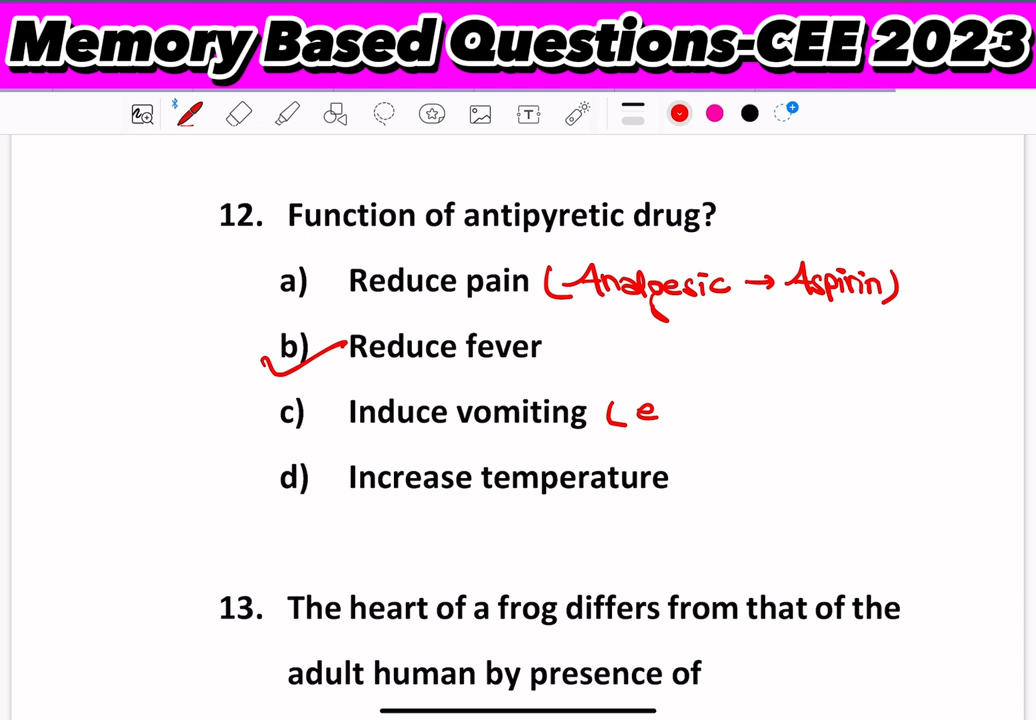 Memory Based Questions-CEE 2023
12. Function of antipyretic drug?
a) Reduce pain (Analgesic → Aspirin)
b) Reduce fever
c) Induce vomiting ( e
d) Increase temperature
13. The heart of a frog differs from that of the
adult human by presence of